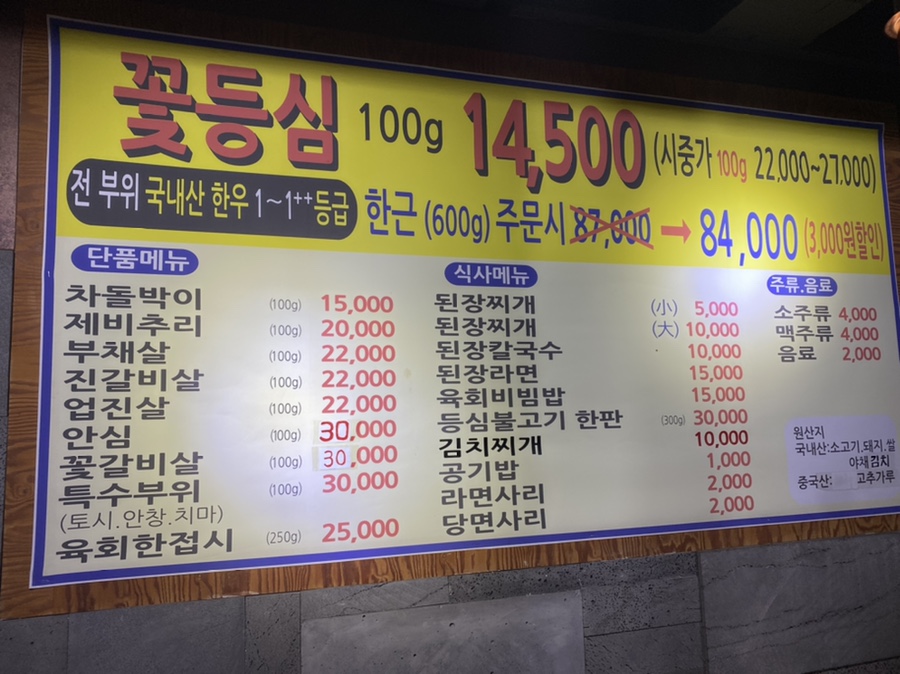 꽃등심 100g 14,500 (시중가 100g 22,000~27.000)
전 부위 국내산 한우 1~1++등급 한근 (600g) 주문시 87,000 → 84,000 (3,000원할인)
단품메뉴
차돌박이 (100g) 15,000
제비추리 (100g) 20,000
부채살 (100g) 22,000
진갈비살 (100g) 22,000
업진살 (100g) 22,000
안심 (100g) 30,000
꽃갈비살 (100g) 30,000
특수부위 (100g) 30,000
(토시.안창.치마)
육회한접시 (250g) 25,000
식사메뉴
된장찌개 (小) 5,000
된장찌개 (大) 10,000
된장칼국수 10,000
된장라면 15,000
육회비빔밥 15,000
등심불고기 한판 (300g) 30,000
김치찌개 10,000
공기밥 1,000
라면사리 2,000
당면사리 2,000
주류.음료
소주류 4,000
맥주류 4,000
음료 2,000
원산지
국내산:소고기.돼지.쌀
야채김치
중국산: 고추가루